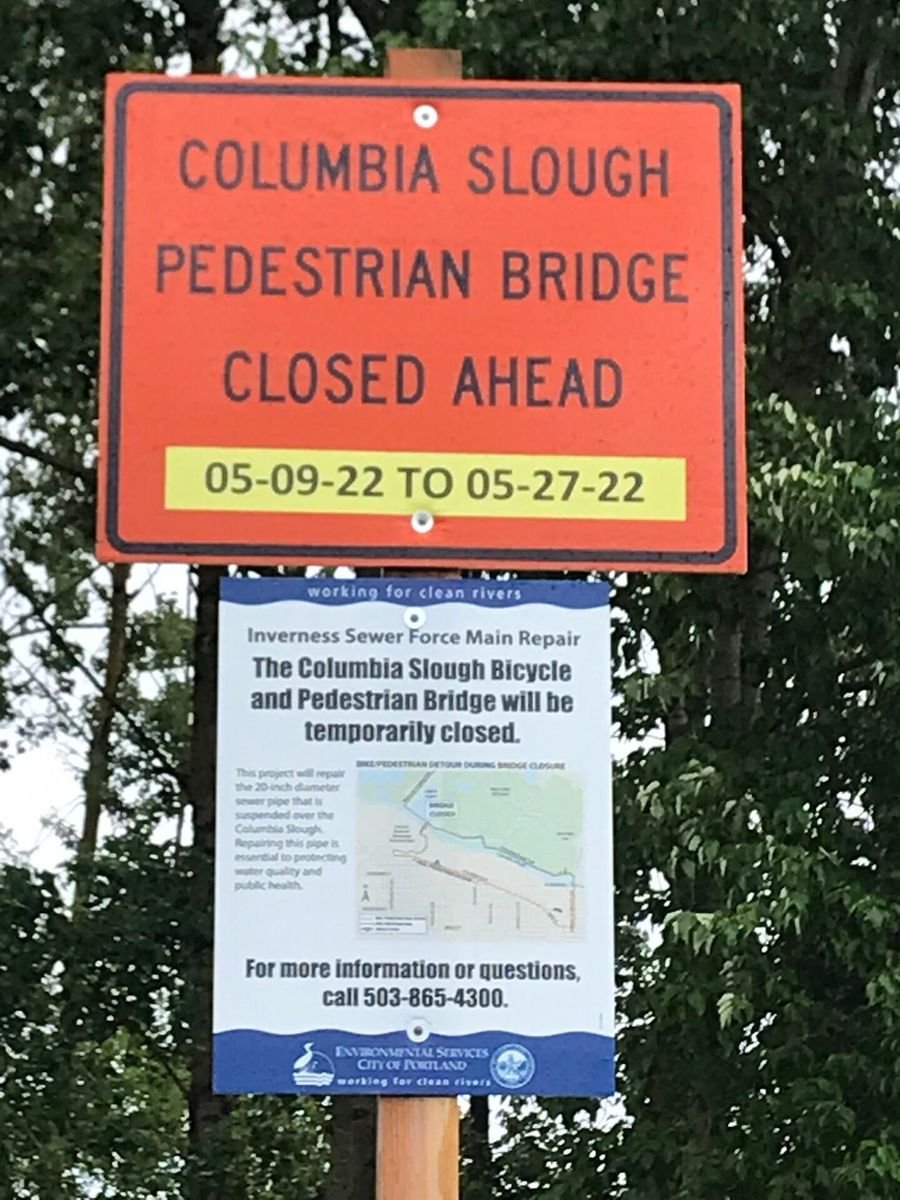 COLUMBIA SLOUGH
PEDESTRIAN BRIDGE
CLOSED AHEAD
05-09-22 TO 05-27-22
working for clean rivers
Inverness Sewer Force Main Repair
The Columbia Slough Bicycle
and Pedestrian Bridge will be
temporarily closed.
This project will repair
the 20-inch diameter
sewer pipe that is
suspended over the
Columbia Slough.
Repairing this pipe is
essential to protecting
water quality and
public health.
BIKE/PEDESTRIAN DETOUR DURING BRIDGE CLOSURE
BRIDGE
CLOSED
For more information or questions,
call 503-865-4300.
ENVIRONMENTAL SERVICES
CITY OF PORTLAND
working for clean rivers